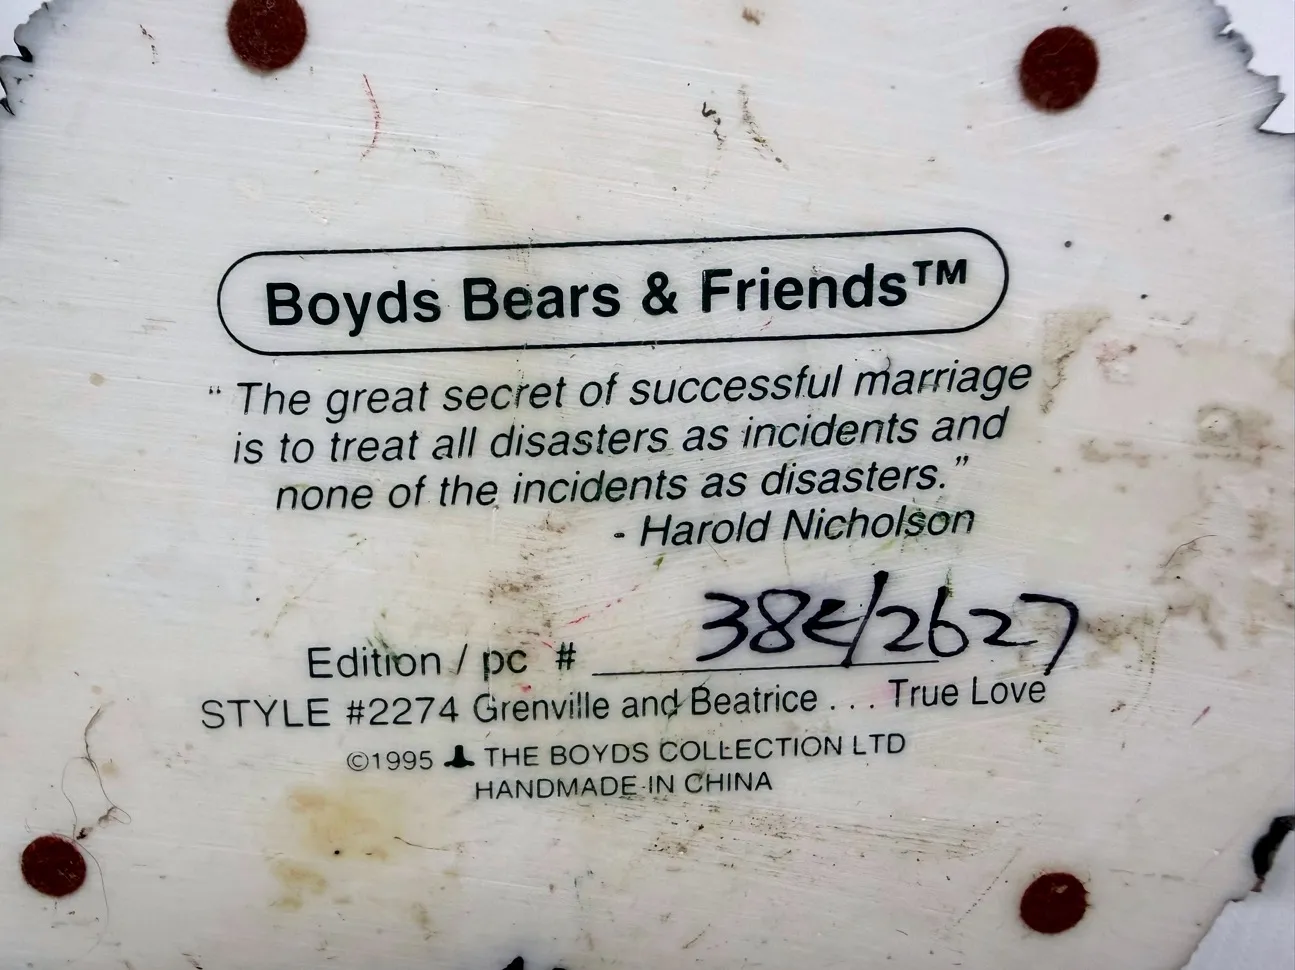 Boyds Bears & Friends™
“ The great secret of successful marriage
is to treat all disasters as incidents and
none of the incidents as disasters.”
- Harold Nicholson
Edition / pc # 38E/2627
STYLE #2274 Grenville and Beatrice . . . True Love
©1995 THE BOYDS COLLECTION LTD
HANDMADE IN CHINA